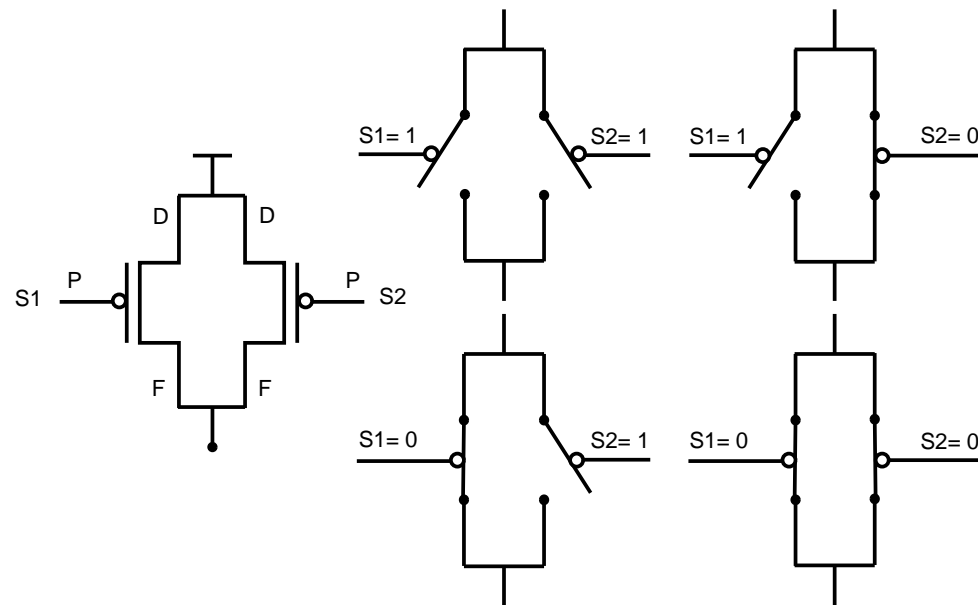 D D
P P
S1 S2
F F
S1= 1 S2= 1
S1= 1 S2= 0
S1= 0 S2= 1
S1= 0 S2= 0